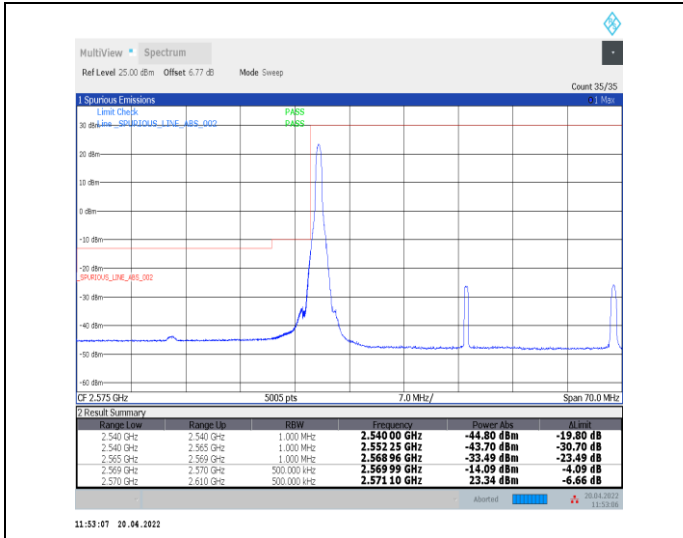 MultiView Spectrum
Ref Level 25.00 dBm Offset 6.77 dB Mode Sweep
Count 35/35
1 Spurious Emissions 1 Max
Limit Check PASS
30 dBm Line _SPURIOUS_LINE_ABS_002 PASS
20 dBm
10 dBm
0 dBm
-10 dBm
-20 dBm
_SPURIOUS_LINE_ABS_002
-30 dBm
-40 dBm
-50 dBm
-60 dBm
CF 2.575 GHz 5005 pts 7.0 MHz/ Span 70.0 MHz
2 Result Summary
Range Low Range Up RBW Frequency Power Abs ΔLimit
2.540 GHz 2.540 GHz 1.000 MHz 2.540 00 GHz -44.80 dBm -19.80 dB
2.540 GHz 2.565 GHz 1.000 MHz 2.552 25 GHz -43.70 dBm -30.70 dB
2.565 GHz 2.569 GHz 1.000 MHz 2.568 96 GHz -33.49 dBm -23.49 dB
2.569 GHz 2.570 GHz 500.000 kHz 2.569 99 GHz -14.09 dBm -4.09 dB
2.570 GHz 2.610 GHz 500.000 kHz 2.571 10 GHz 23.34 dBm -6.66 dB
Aborted 20.04.2022
11:53:06
11:53:07 20.04.2022